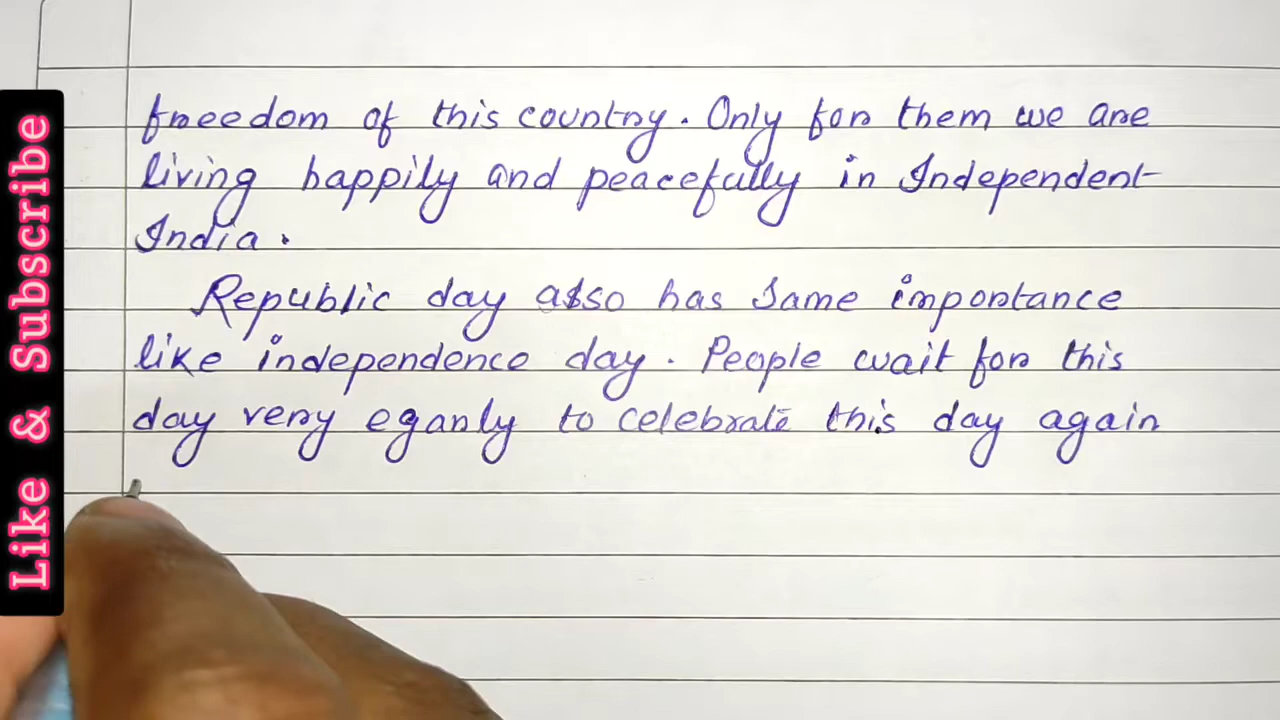 freedom of this country. Only for them we are
living happily and peacefully in Independent
India.
Republic day also has same importance
like independence day. People wait for this
day very egarly to celebrate this day again
Like & Subscribe